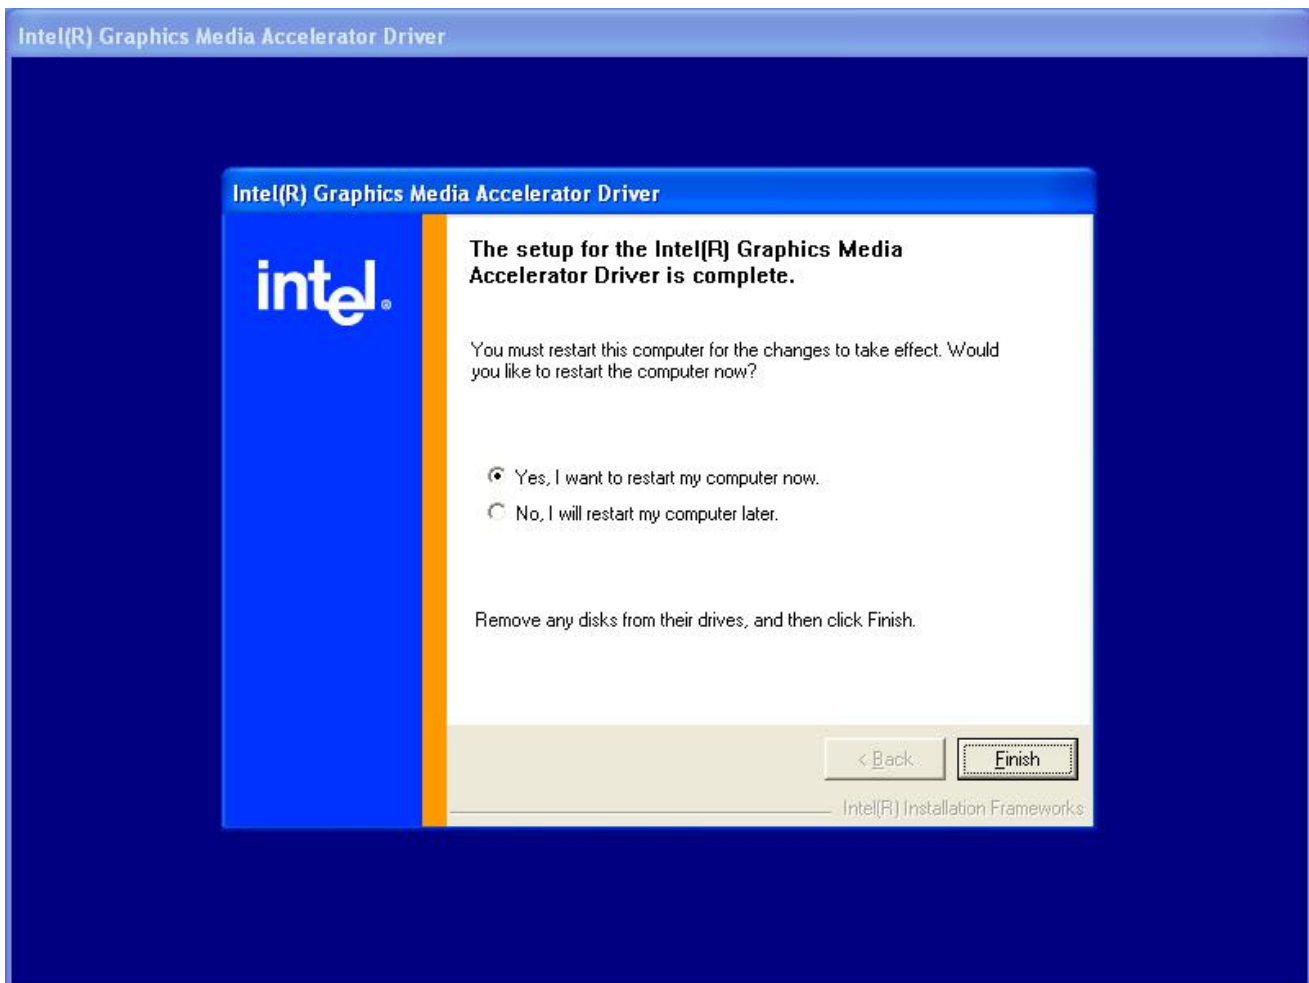 Intel(R) Graphics Media Accelerator Driver
Intel(R) Graphics Media Accelerator Driver
intel®
The setup for the Intel(R) Graphics Media
Accelerator Driver is complete.
You must restart this computer for the changes to take effect. Would
you like to restart the computer now?
Yes, I want to restart my computer now.
No, I will restart my computer later.
Remove any disks from their drives, and then click Finish.
< Back
Finish
Intel(R) Installation Frameworks